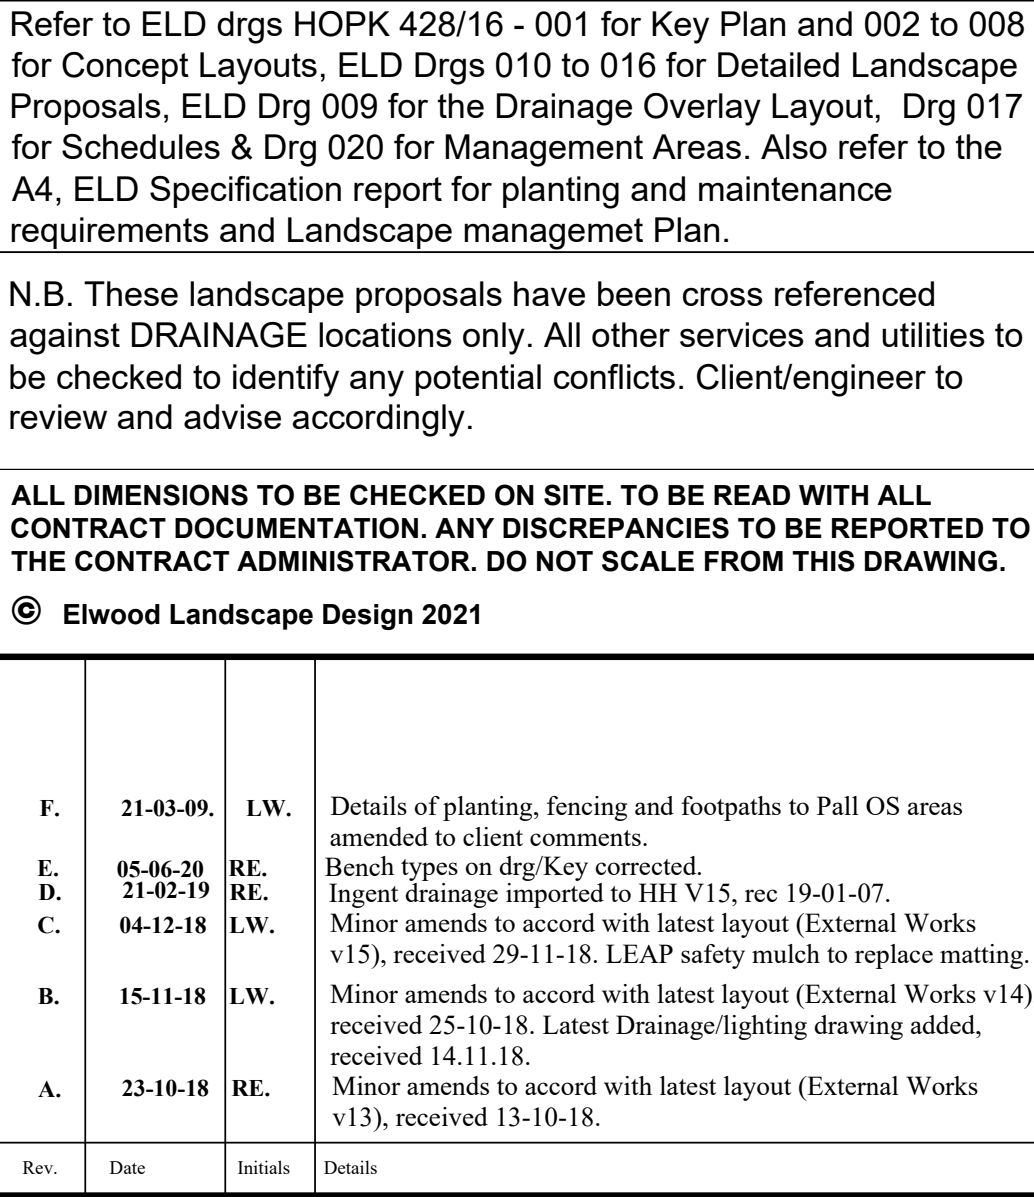 Refer to ELD drgs HOPK 428/16 - 001 for Key Plan and 002 to 008
for Concept Layouts, ELD Drgs 010 to 016 for Detailed Landscape
Proposals, ELD Drg 009 for the Drainage Overlay Layout, Drg 017
for Schedules & Drg 020 for Management Areas. Also refer to the
A4, ELD Specification report for planting and maintenance
requirements and Landscape managemet Plan.
N.B. These landscape proposals have been cross referenced
against DRAINAGE locations only. All other services and utilities to
be checked to identify any potential conflicts. Client/engineer to
review and advise accordingly.
ALL DIMENSIONS TO BE CHECKED ON SITE. TO BE READ WITH ALL
CONTRACT DOCUMENTATION. ANY DISCREPANCIES TO BE REPORTED TO
THE CONTRACT ADMINISTRATOR. DO NOT SCALE FROM THIS DRAWING.
© Elwood Landscape Design 2021
F. 21-03-09. LW. Details of planting, fencing and footpaths to Pall OS areas
amended to client comments.
E. 05-06-20 RE. Bench types on drg/Key corrected.
D. 21-02-19 RE. Ingent drainage imported to HH V15, rec 19-01-07.
C. 04-12-18 LW. Minor amends to accord with latest layout (External Works
v15), received 29-11-18. LEAP safety mulch to replace matting.
B. 15-11-18 LW. Minor amends to accord with latest layout (External Works v14)
received 25-10-18. Latest Drainage/lighting drawing added,
received 14.11.18.
A. 23-10-18 RE. Minor amends to accord with latest layout (External Works
v13), received 13-10-18.
Rev. Date Initials Details